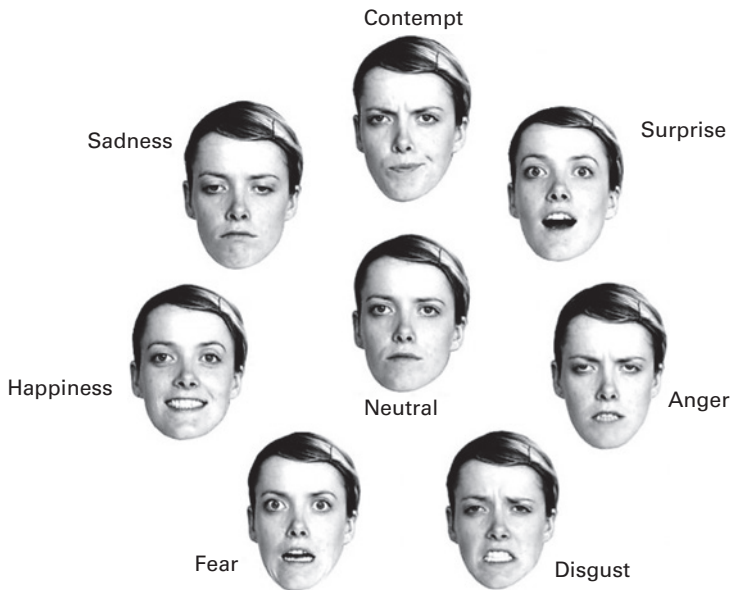 Contempt
Sadness
Surprise
Happiness
Neutral
Anger
Fear
Disgust